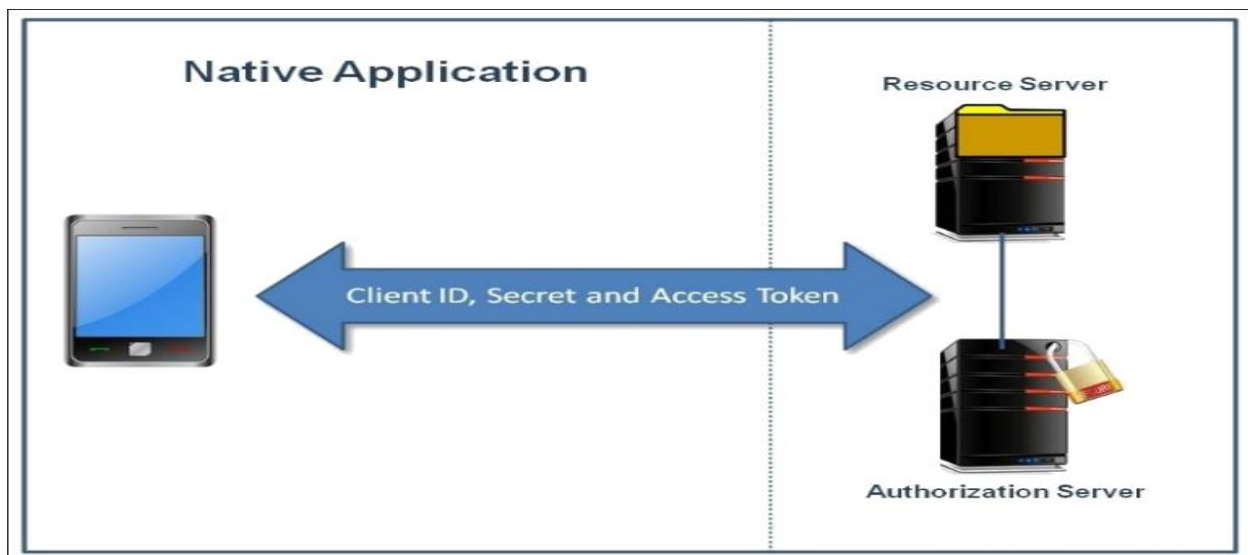 Native Application
Resource Server
Client ID, Secret and Access Token
Authorization Server